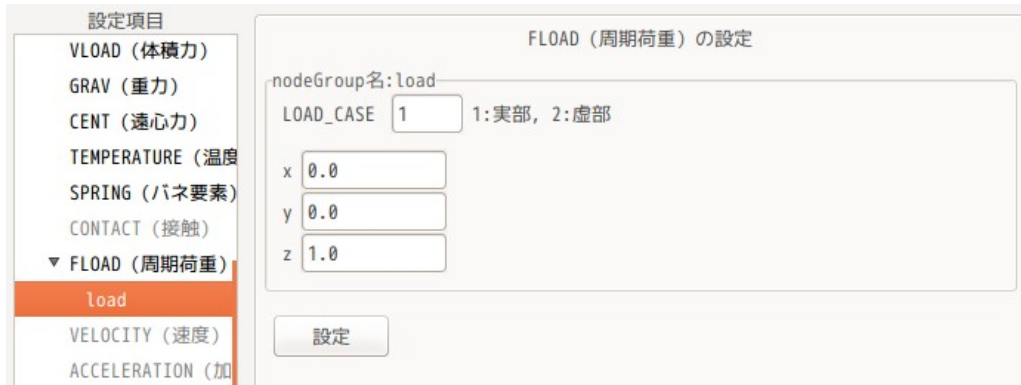 設定項目
VLOAD (体積力)
GRAV (重力)
CENT (遠心力)
TEMPERATURE (温度
SPRING (バネ要素)
CONTACT (接触)
▼ FLOAD (周期荷重)
load
VELOCITY (速度)
ACCELERATION (加
FLOAD (周期荷重) の設定
nodeGroup名:load
LOAD_CASE 1 1:実部, 2:虚部
x 0.0
y 0.0
z 1.0
設定